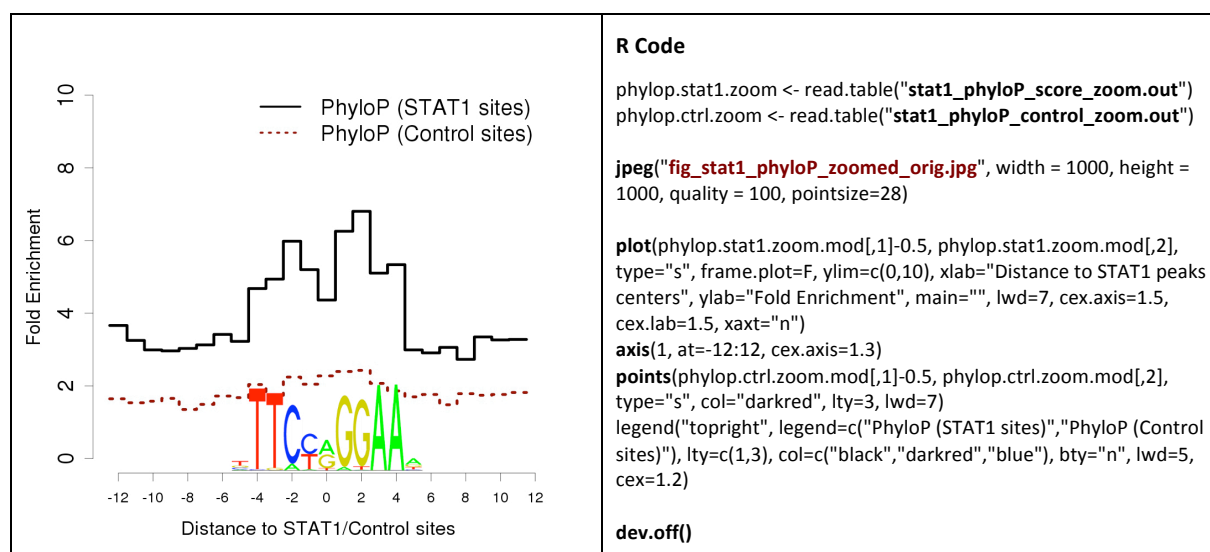 10
8
6
4
2
0
Fold Enrichment
PhyloP (STAT1 sites)
PhyloP (Control sites)
TTCCAGGAA
TG
-12 -10 -8 -6 -4 -2 0 2 4 6 8 10 12
Distance to STAT1/Control sites
R Code
phylop.stat1.zoom <- read.table("stat1_phyloP_score_zoom.out")
phylop.ctrl.zoom <- read.table("stat1_phyloP_control_zoom.out")
jpeg("fig_stat1_phyloP_zoomed_orig.jpg", width = 1000, height =
1000, quality = 100, pointsize=28)
plot(phylop.stat1.zoom.mod[,1]-0.5, phylop.stat1.zoom.mod[,2],
type="s", frame.plot=F, ylim=c(0,10), xlab="Distance to STAT1 peaks
centers", ylab="Fold Enrichment", main="", lwd=7, cex.axis=1.5,
cex.lab=1.5, xaxt="n")
axis(1, at=-12:12, cex.axis=1.3)
points(phylop.ctrl.zoom.mod[,1]-0.5, phylop.ctrl.zoom.mod[,2],
type="s", col="darkred", lty=3, lwd=7)
legend("topright", legend=c("PhyloP (STAT1 sites)","PhyloP (Control
sites)"), lty=c(1,3), col=c("black","darkred","blue"), bty="n", lwd=5,
cex=1.2)
dev.off()